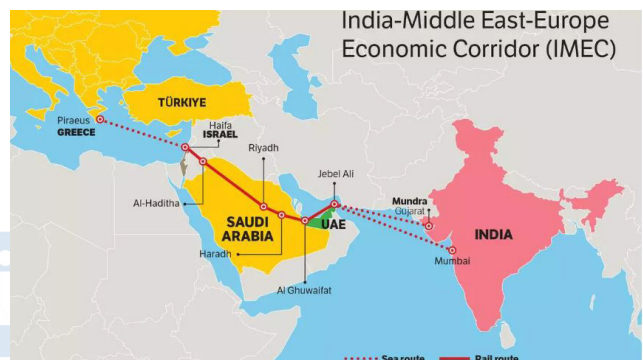 India-Middle East-Europe
Economic Corridor (IMEC)
TÜRKIYE
Piraeus
GREECE
Haifa
ISRAEL
Riyadh
Al-Haditha
Jebel Ali
Mundra
Gujarat
SAUDI
ARABIA
UAE
INDIA
Haradh
Mumbai
Al Ghuwaifat
Sea route
Rail route